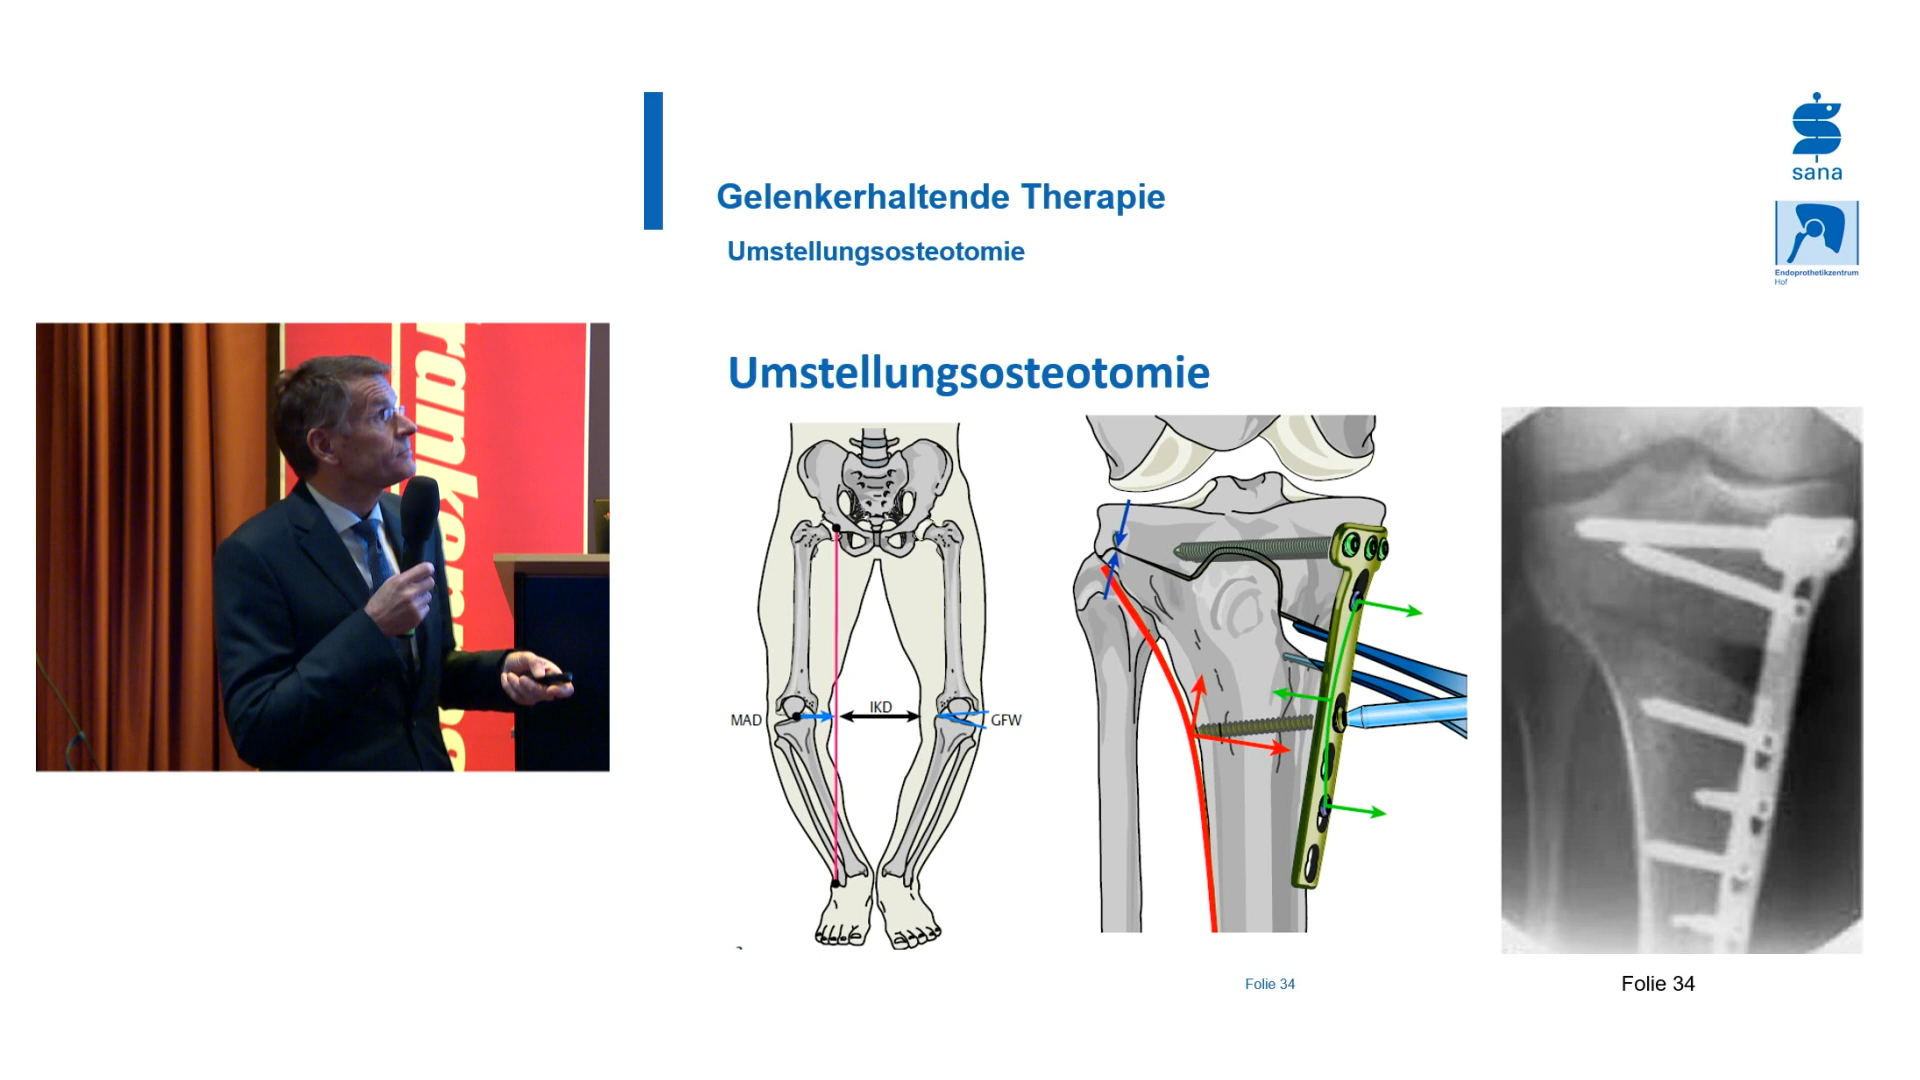 Gelenkerhaltende Therapie
Umstellungsosteotomie
sana
Endoprothetikzentrum
Hof
Umstellungsosteotomie
MAD
IKD
GFW
Folie 34
Folie 34